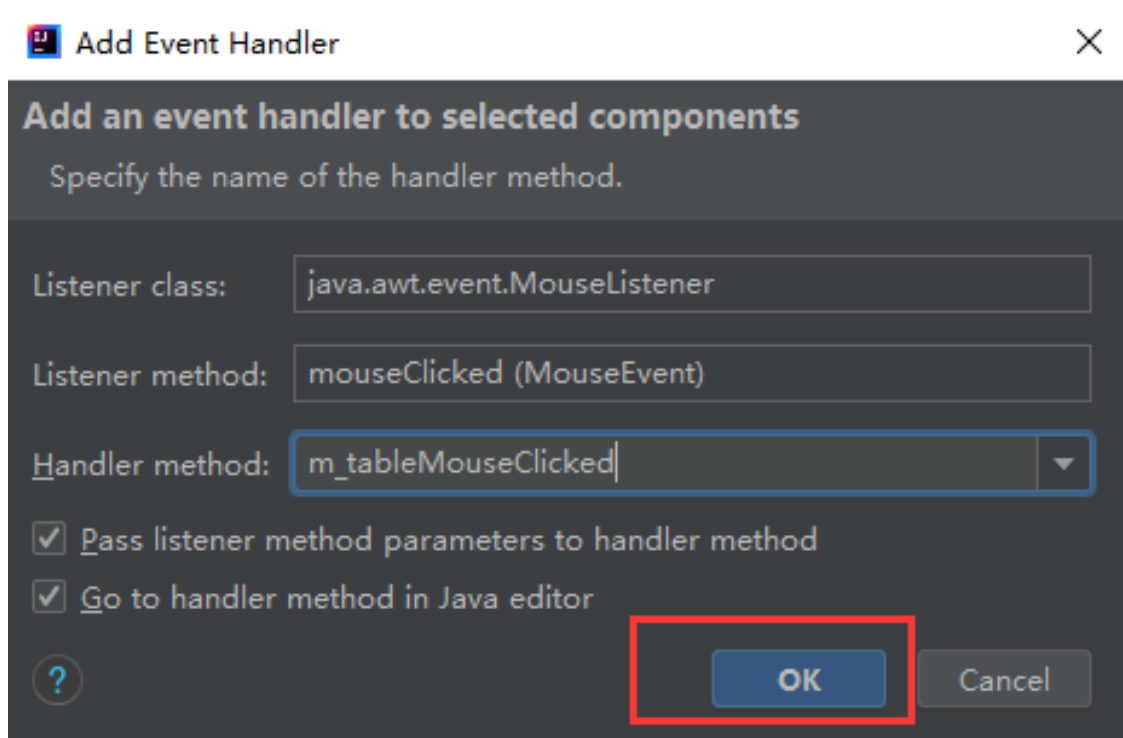 Add Event Handler
Add an event handler to selected components
Specify the name of the handler method.
Listener class: java.awt.event.MouseListener
Listener method: mouseClicked (MouseEvent)
Handler method: m_tableMouseClicked
Pass listener method parameters to handler method
Go to handler method in Java editor
? OK Cancel